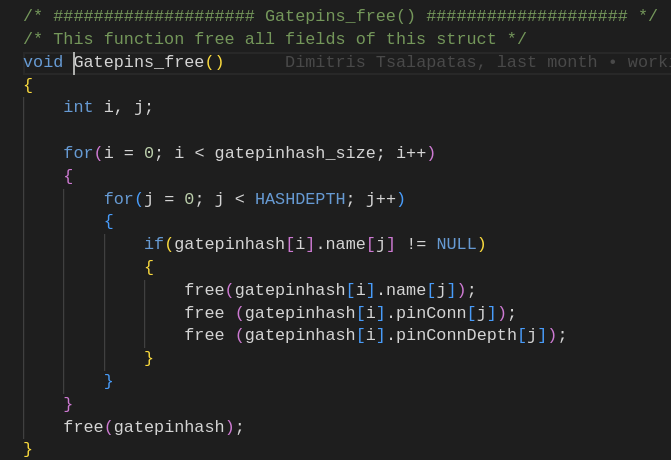 /* #################### Gatepins_free() #################### */
/* This function free all fields of this struct */
void Gatepins_free() Dimitris Tsalapatas, last month • worki
{
int i, j;
for(i = 0; i < gatepinhash_size; i++)
{
for(j = 0; j < HASHDEPTH; j++)
{
if(gatepinhash[i].name[j] != NULL)
{
free(gatepinhash[i].name[j]);
free (gatepinhash[i].pinConn[j]);
free (gatepinhash[i].pinConnDepth[j]);
}
}
}
free(gatepinhash);
}